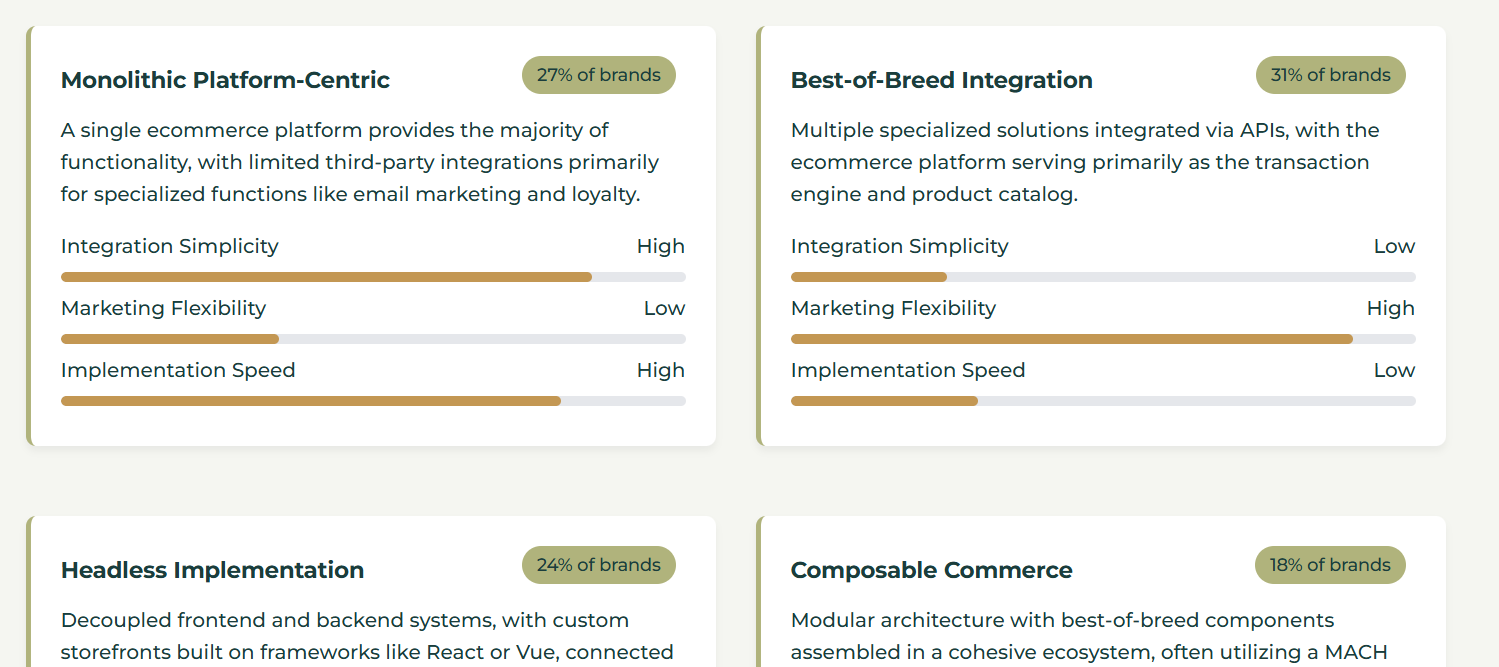 Monolithic Platform-Centric
27% of brands
A single ecommerce platform provides the majority of
functionality, with limited third-party integrations primarily
for specialized functions like email marketing and loyalty.
Integration Simplicity High
Marketing Flexibility Low
Implementation Speed High
Best-of-Breed Integration
31% of brands
Multiple specialized solutions integrated via APIs, with the
ecommerce platform serving primarily as the transaction
engine and product catalog.
Integration Simplicity Low
Marketing Flexibility High
Implementation Speed Low
Headless Implementation
24% of brands
Decoupled frontend and backend systems, with custom
storefronts built on frameworks like React or Vue, connected
Composable Commerce
18% of brands
Modular architecture with best-of-breed components
assembled in a cohesive ecosystem, often utilizing a MACH